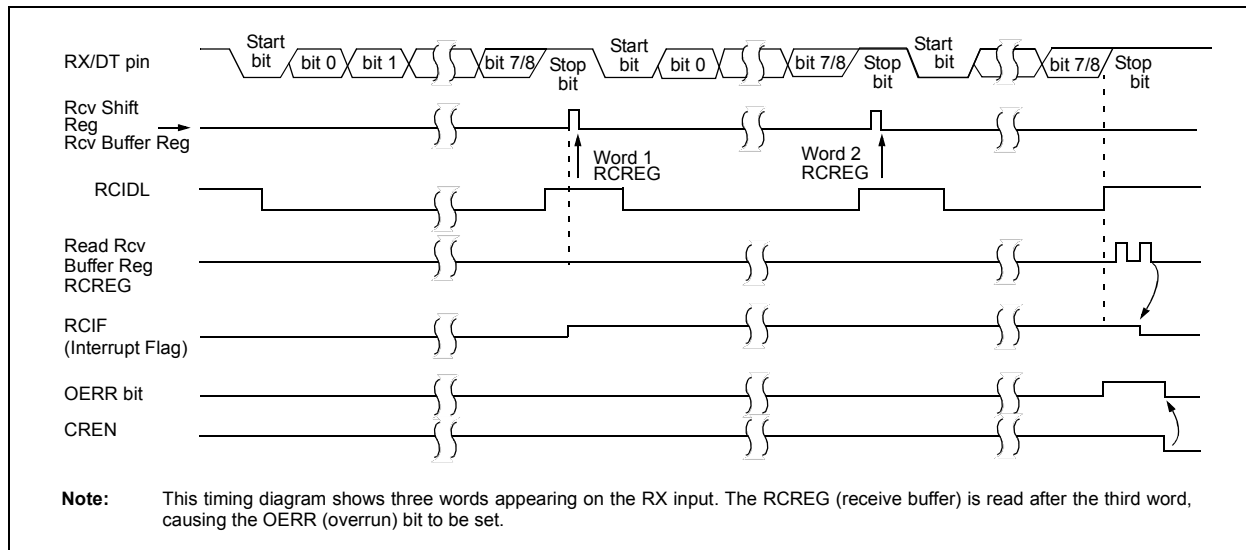 RX/DT pin
Start bit
bit 0
bit 1
bit 7/8
Stop bit
Start bit
bit 0
bit 7/8
Stop bit
Start bit
bit 7/8
Stop bit
Rcv Shift
Reg
Rcv Buffer Reg
Word 1
RCREG
Word 2
RCREG
RCIDL
Read Rcv
Buffer Reg
RCREG
RCIF
(Interrupt Flag)
OERR bit
CREN
Note: This timing diagram shows three words appearing on the RX input. The RCREG (receive buffer) is read after the third word,
causing the OERR (overrun) bit to be set.